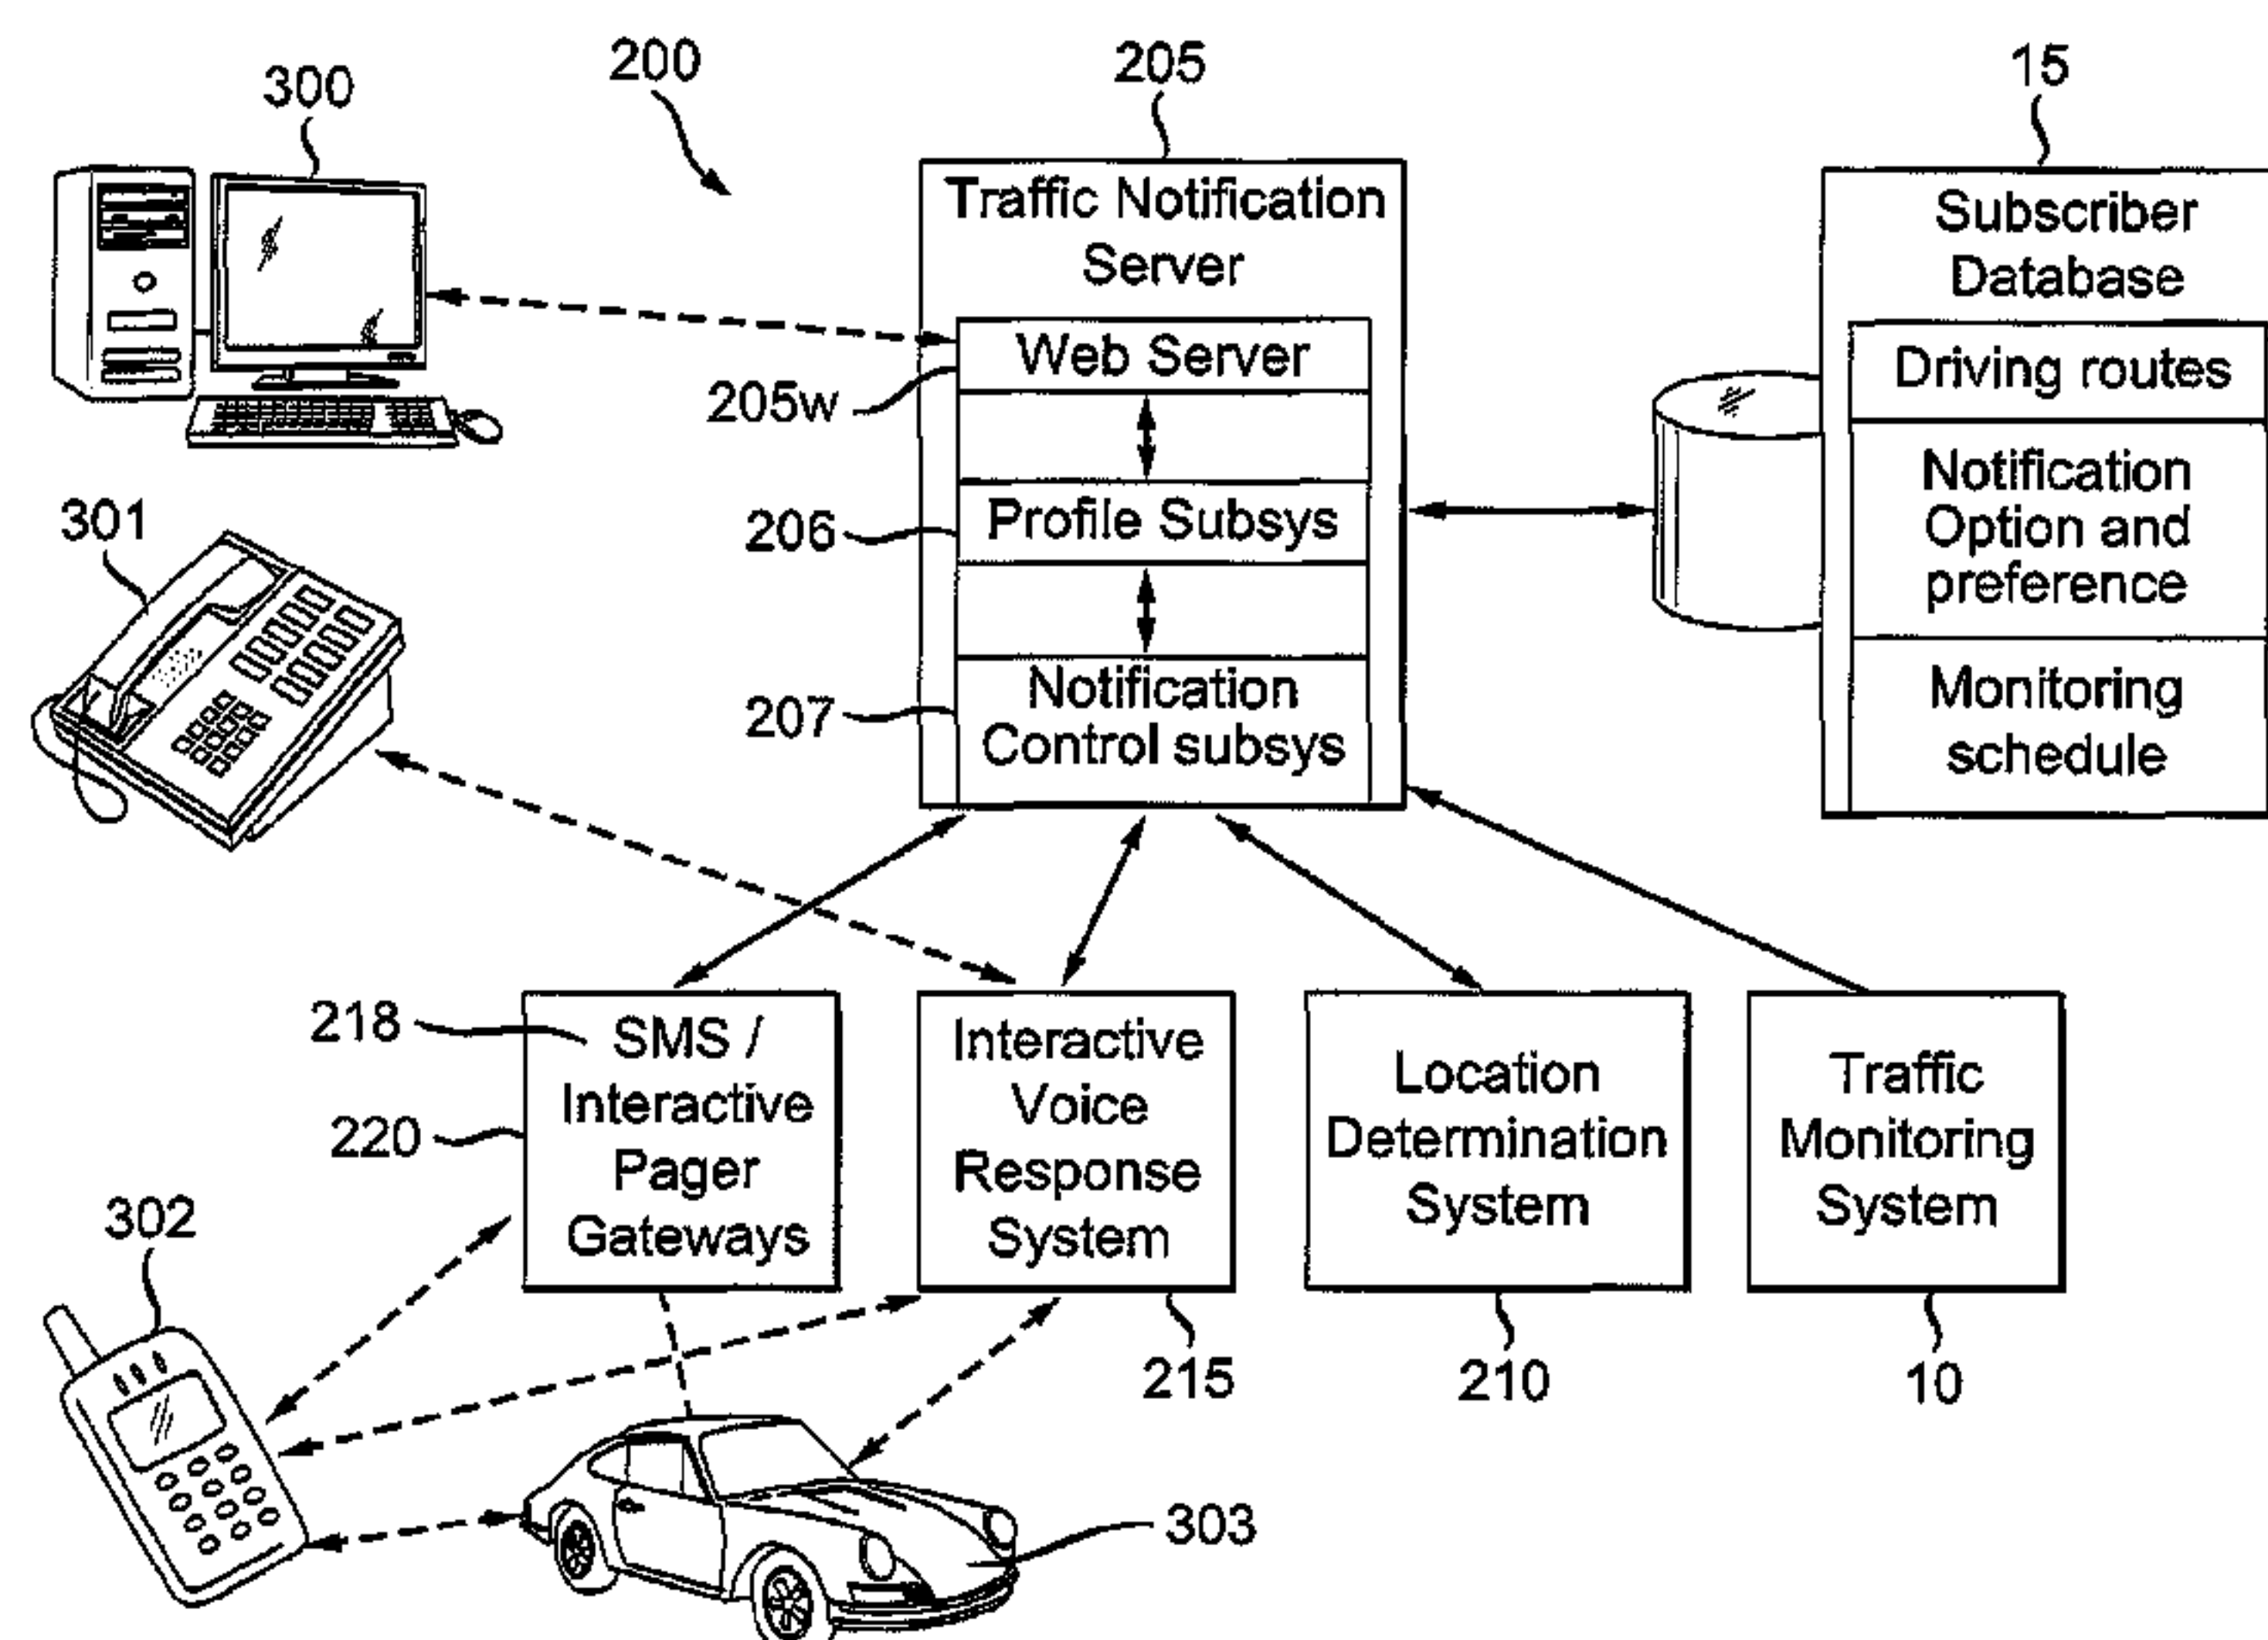 200
205
15
300
Traffic Notification
Server
Web Server
205w
Profile Subsys
206
Notification
Control subsys
207
Subscriber
Database
Driving routes
Notification
Option and
preference
Monitoring
schedule
301
218
220
SMS /
Interactive
Pager
Gateways
Interactive
Voice
Response
System
215
Location
Determination
System
210
Traffic
Monitoring
System
10
302
303